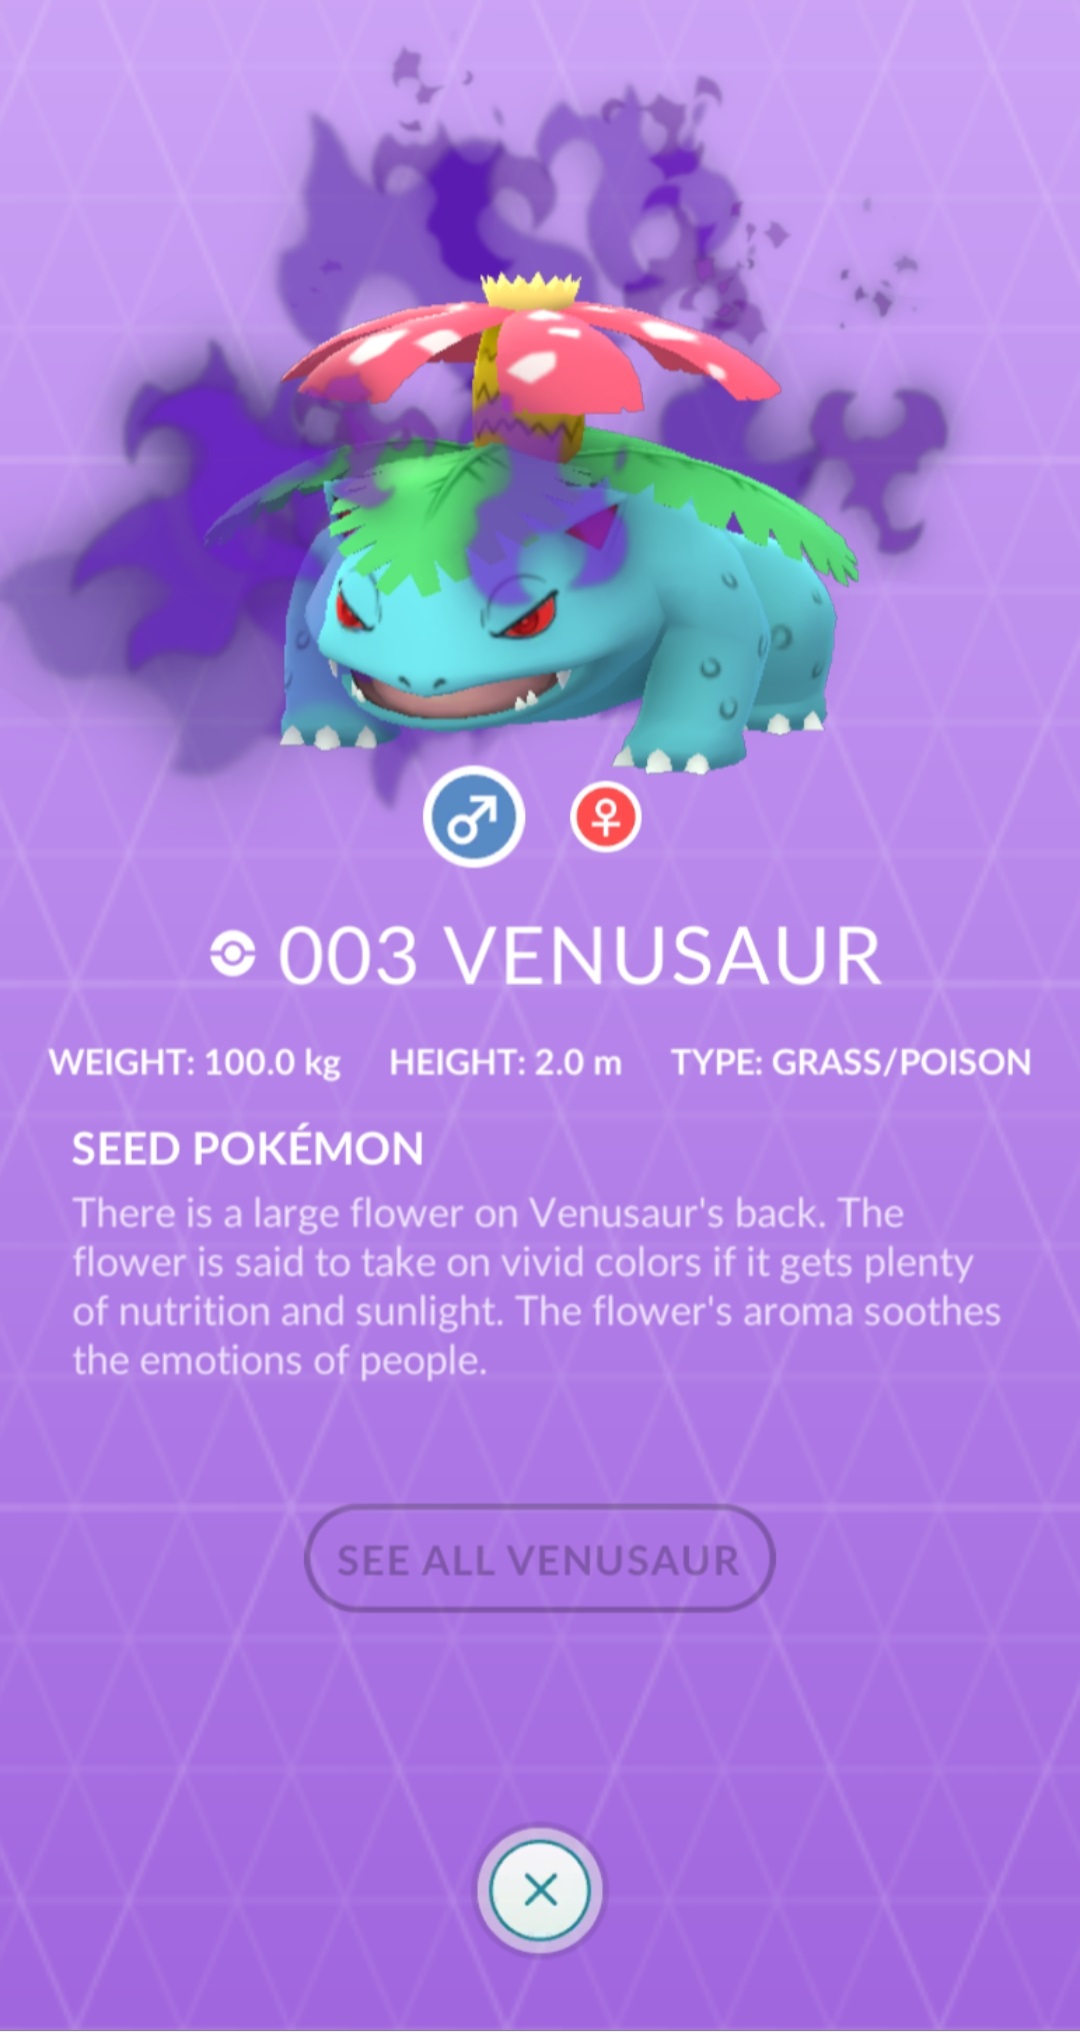 003 VENUSAUR
WEIGHT: 100.0 kg HEIGHT: 2.0 m TYPE: GRASS/POISON
SEED POKÉMON
There is a large flower on Venusaur's back. The
flower is said to take on vivid colors if it gets plenty
of nutrition and sunlight. The flower's aroma soothes
the emotions of people.
SEE ALL VENUSAUR